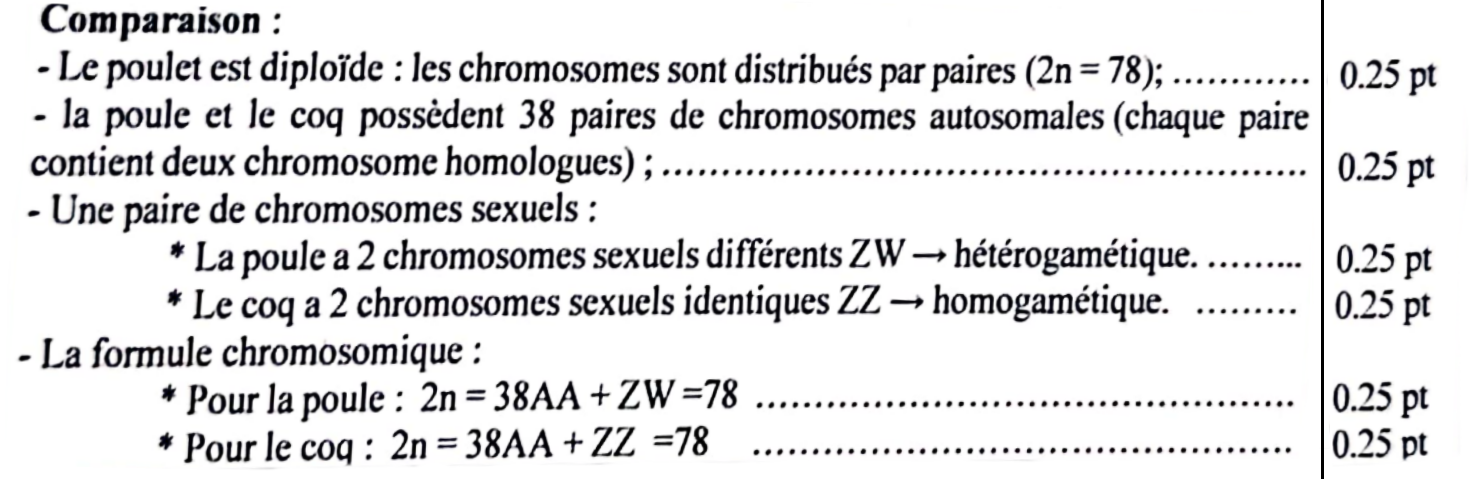 Comparaison :
- Le poulet est diploïde : les chromosomes sont distribués par paires (2n = 78); ............ 0.25 pt
- la poule et le coq possèdent 38 paires de chromosomes autosomales (chaque paire
contient deux chromosome homologues) ; ........................................................ 0.25 pt
- Une paire de chromosomes sexuels :
* La poule a 2 chromosomes sexuels différents ZW → hétérogamétique. ......... 0.25 pt
* Le coq a 2 chromosomes sexuels identiques ZZ → homogamétique. ......... 0.25 pt
- La formule chromosomique :
* Pour la poule : 2n = 38AA + ZW =78 ............................................... 0.25 pt
* Pour le coq : 2n = 38AA + ZZ =78 ............................................... 0.25 pt